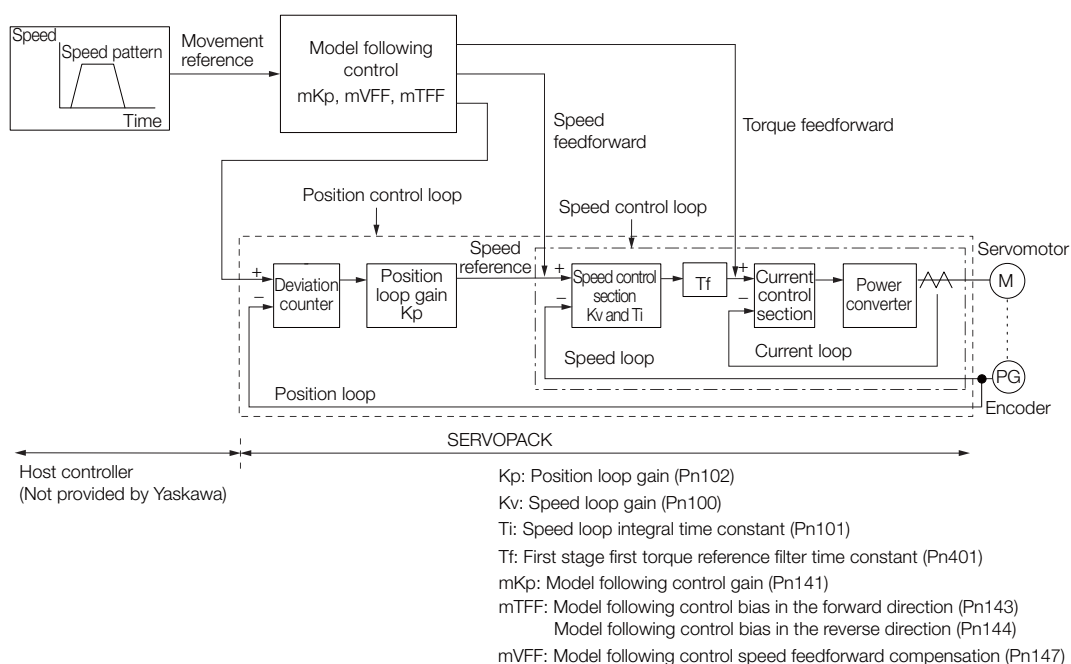 Speed
Speed pattern
Time
Movement
reference
Model following
control
mKp, mVFF, mTFF
Speed
feedforward
Torque feedforward
Position control loop
Speed control loop
Speed
reference
Servomotor
+
−
Deviation
counter
Position
loop gain
Kp
+
−
Speed control
section
Kv and Ti
Tf
+
−
Current
control
section
Power
converter
M
Speed loop
Current loop
PG
Position loop
Encoder
SERVOPACK
Host controller
(Not provided by Yaskawa)
Kp: Position loop gain (Pn102)
Kv: Speed loop gain (Pn100)
Ti: Speed loop integral time constant (Pn101)
Tf: First stage first torque reference filter time constant (Pn401)
mKp: Model following control gain (Pn141)
mTFF: Model following control bias in the forward direction (Pn143)
Model following control bias in the reverse direction (Pn144)
mVFF: Model following control speed feedforward compensation (Pn147)